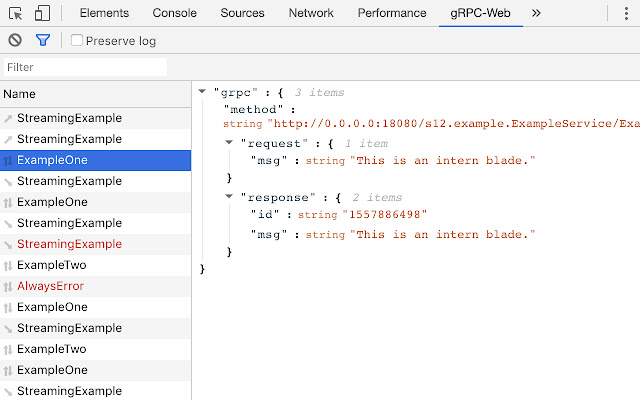 Elements Console Sources Network Performance gRPC-Web »
Preserve log
Filter
Name
StreamingExample
StreamingExample
ExampleOne
StreamingExample
ExampleOne
StreamingExample
StreamingExample
ExampleTwo
AlwaysError
ExampleOne
StreamingExample
ExampleTwo
ExampleOne
StreamingExample
"grpc" : { 3 items
"method" :
string "http://0.0.0.0:18080/s12.example.ExampleService/Exa
"request" : { 1 item
"msg" : string "This is an intern blade."
}
"response" : { 2 items
"id" : string "1557886498"
"msg" : string "This is an intern blade."
}
}